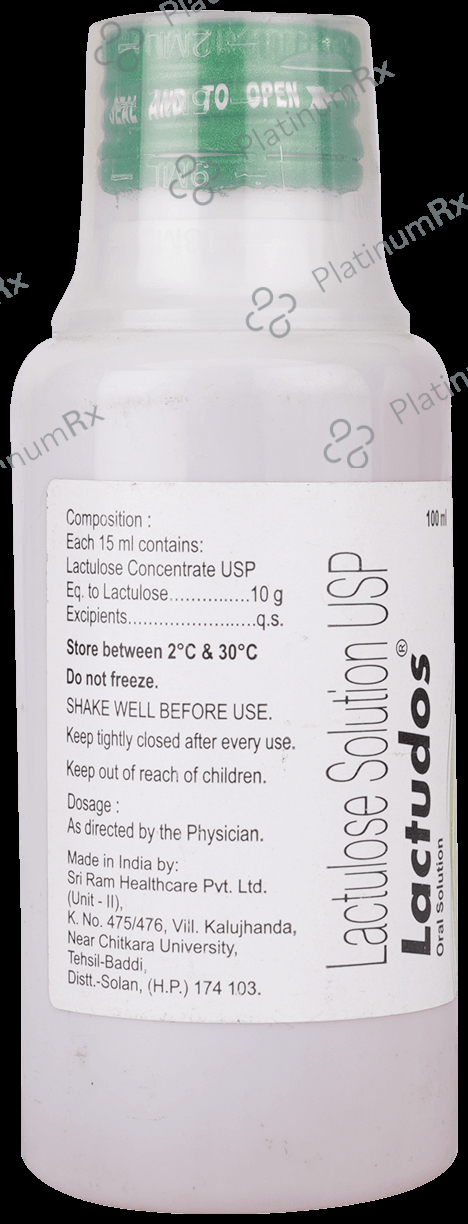 SEAL AND TO OPEN
PlatinumRx
PlatinumRx
PlatinumRx
Composition :
Each 15 ml contains:
Lactulose Concentrate USP
Eq. to Lactulose...............10 g
Excipients........................q.s.
Store between 2°C & 30°C
Do not freeze.
SHAKE WELL BEFORE USE.
Keep tightly closed after every use.
Keep out of reach of children.
Dosage :
As directed by the Physician.
Made in India by:
Sri Ram Healthcare Pvt. Ltd.
(Unit - II),
K. No. 475/476, Vill. Kalujhanda,
Near Chitkara University,
Tehsil-Baddi,
Distt.-Solan, (H.P.) 174 103.
100 ml
Lactulose Solution USP
Lactudos®
Oral Solution